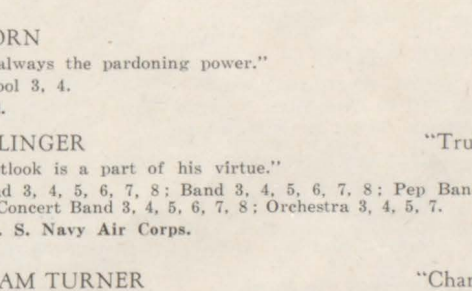 ORN
always the pardoning power."
ool 3, 4.
LINGER "Tru
tlook is a part of his virtue."
d 3, 4, 5, 6, 7, 8; Band 3, 4, 5, 6, 7, 8; Pep Ban
Concert Band 3, 4, 5, 6, 7, 8; Orchestra 3, 4, 5, 7.
. S. Navy Air Corps.
AM TURNER "Char